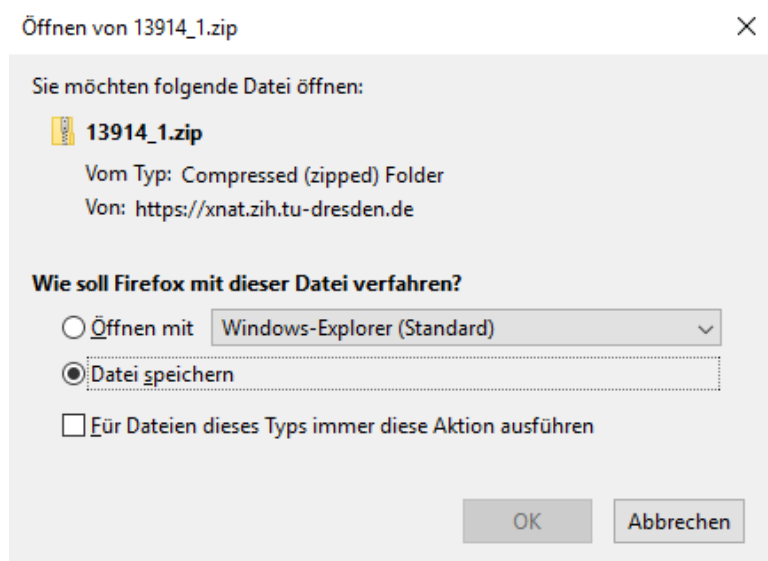 Öffnen von 13914_1.zip
Sie möchten folgende Datei öffnen:
13914_1.zip
Vom Typ: Compressed (zipped) Folder
Von: https://xnat.zih.tu-dresden.de
Wie soll Firefox mit dieser Datei verfahren?
Öffnen mit Windows-Explorer (Standard)
Datei speichern
Für Dateien dieses Typs immer diese Aktion ausführen
OK Abbrechen